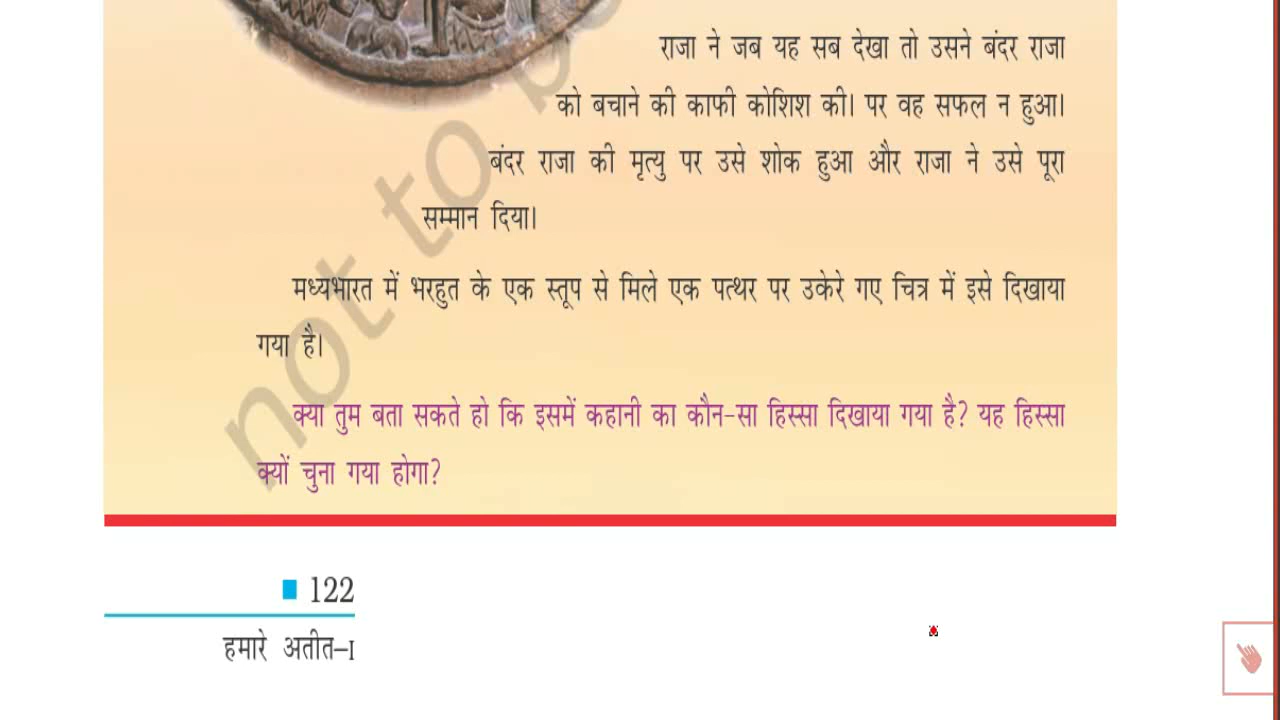 राजा ने जब यह सब देखा तो उसने बंदर राजा
को बचाने की काफी कोशिश की। पर वह सफल न हुआ।
बंदर राजा की मृत्यु पर उसे शोक हुआ और राजा ने उसे पूरा
सम्मान दिया।
मध्यभारत में भरहुत के एक स्तूप से मिले एक पत्थर पर उकेरे गए चित्र में इसे दिखाया
गया है।
क्या तुम बता सकते हो कि इसमें कहानी का कौन-सा हिस्सा दिखाया गया है? यह हिस्सा
क्यों चुना गया होगा?
not to b
122
हमारे अतीत–I